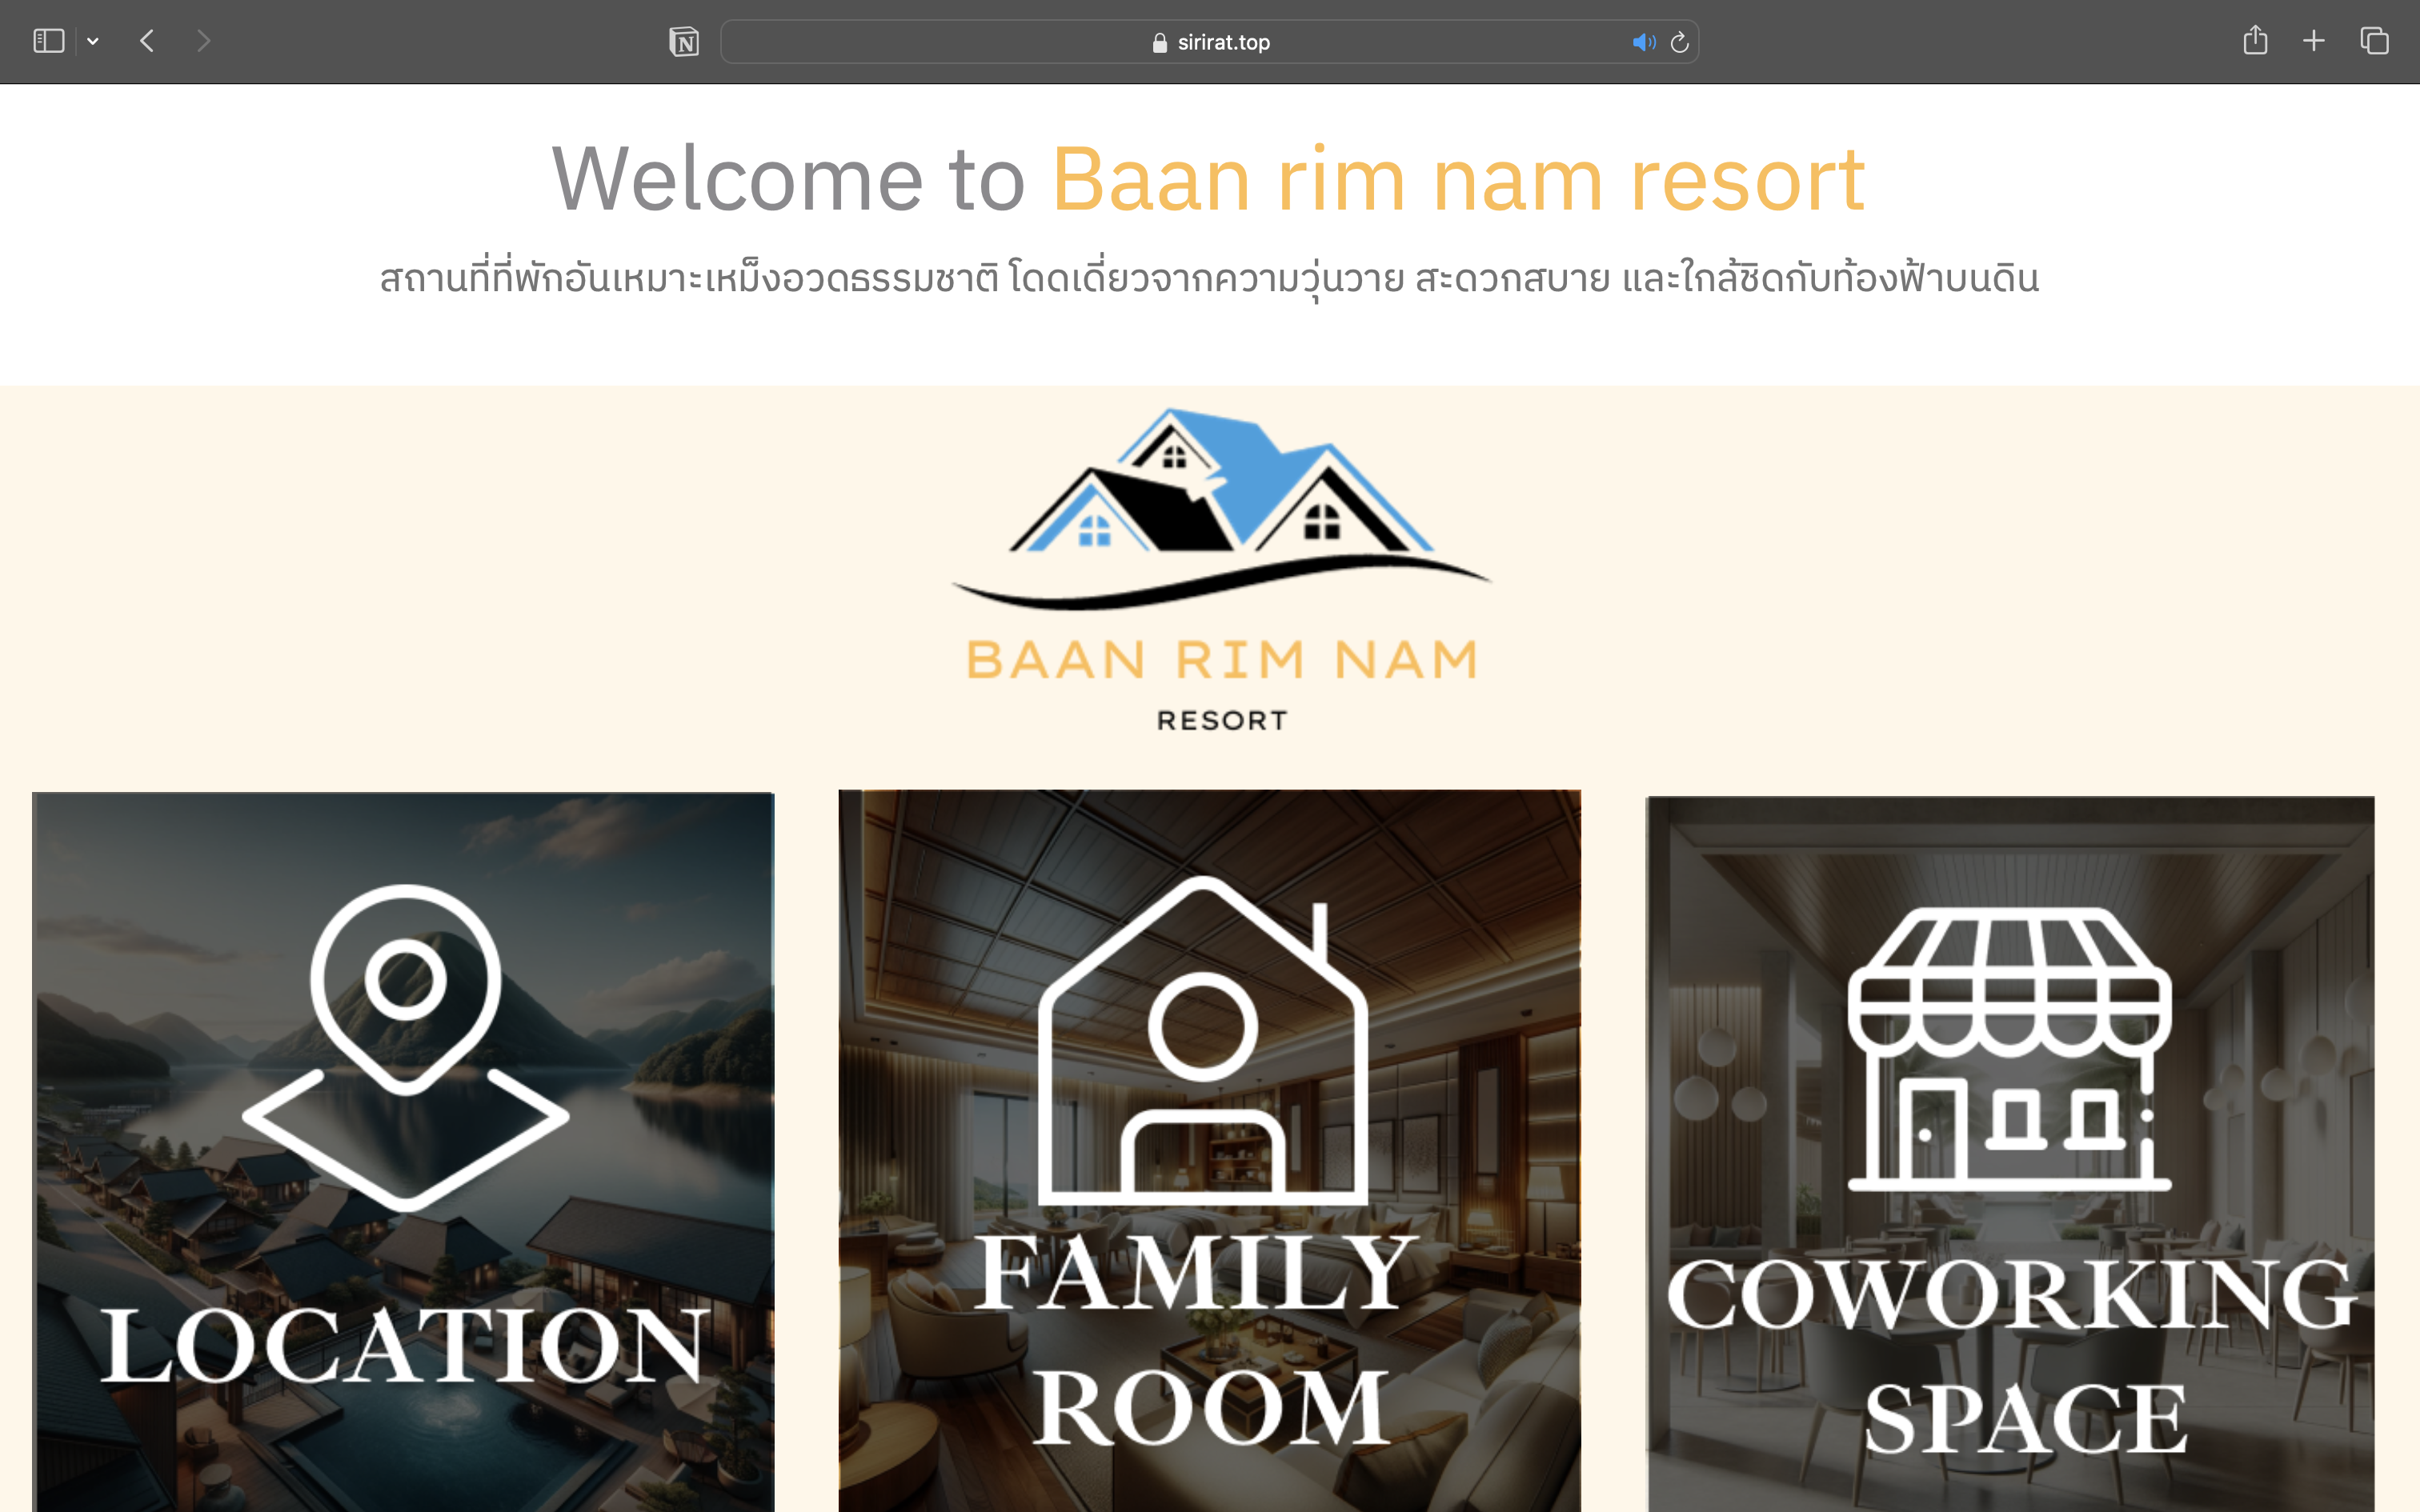 sirirat.top
Welcome to Baan rim nam resort
สถานที่ที่พักอันเหมาะเหม็งอวดธรรมชาติ โดดเดี่ยวจากความวุ่นวาย สะดวกสบาย และใกล้ชิดกับท้องฟ้าบนดิน
BAAN RIM NAM
RESORT
LOCATION
FAMILY
ROOM
COWORKING
SPACE